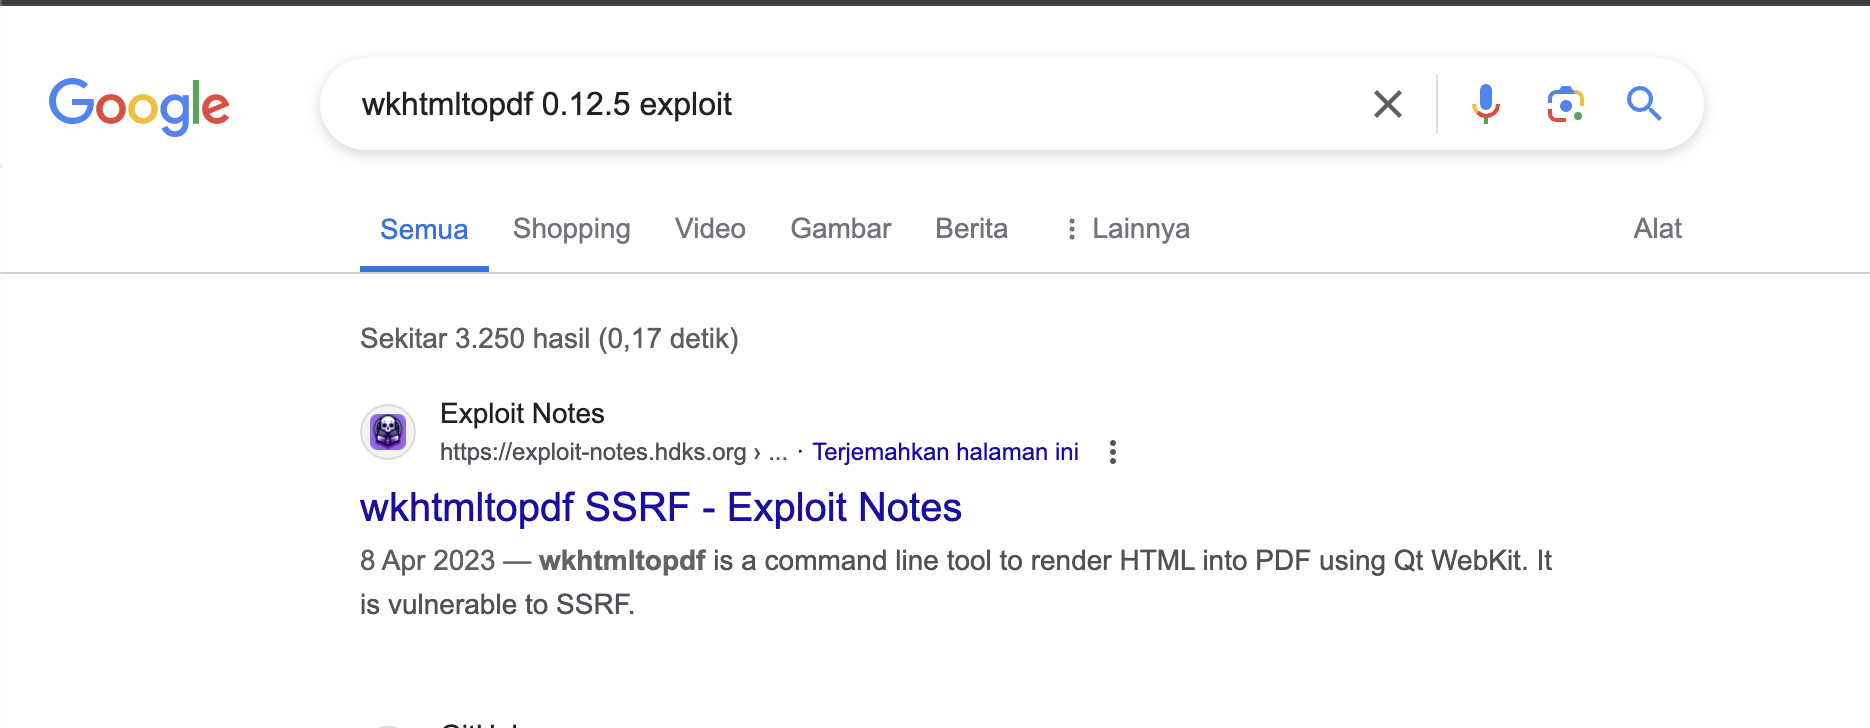 Google
wkhtmltopdf 0.12.5 exploit
Semua Shopping Video Gambar Berita Lainnya Alat
Sekitar 3.250 hasil (0,17 detik)
Exploit Notes
https://exploit-notes.hdks.org › ... · Terjemahkan halaman ini
wkhtmltopdf SSRF - Exploit Notes
8 Apr 2023 — wkhtmltopdf is a command line tool to render HTML into PDF using Qt WebKit. It
is vulnerable to SSRF.